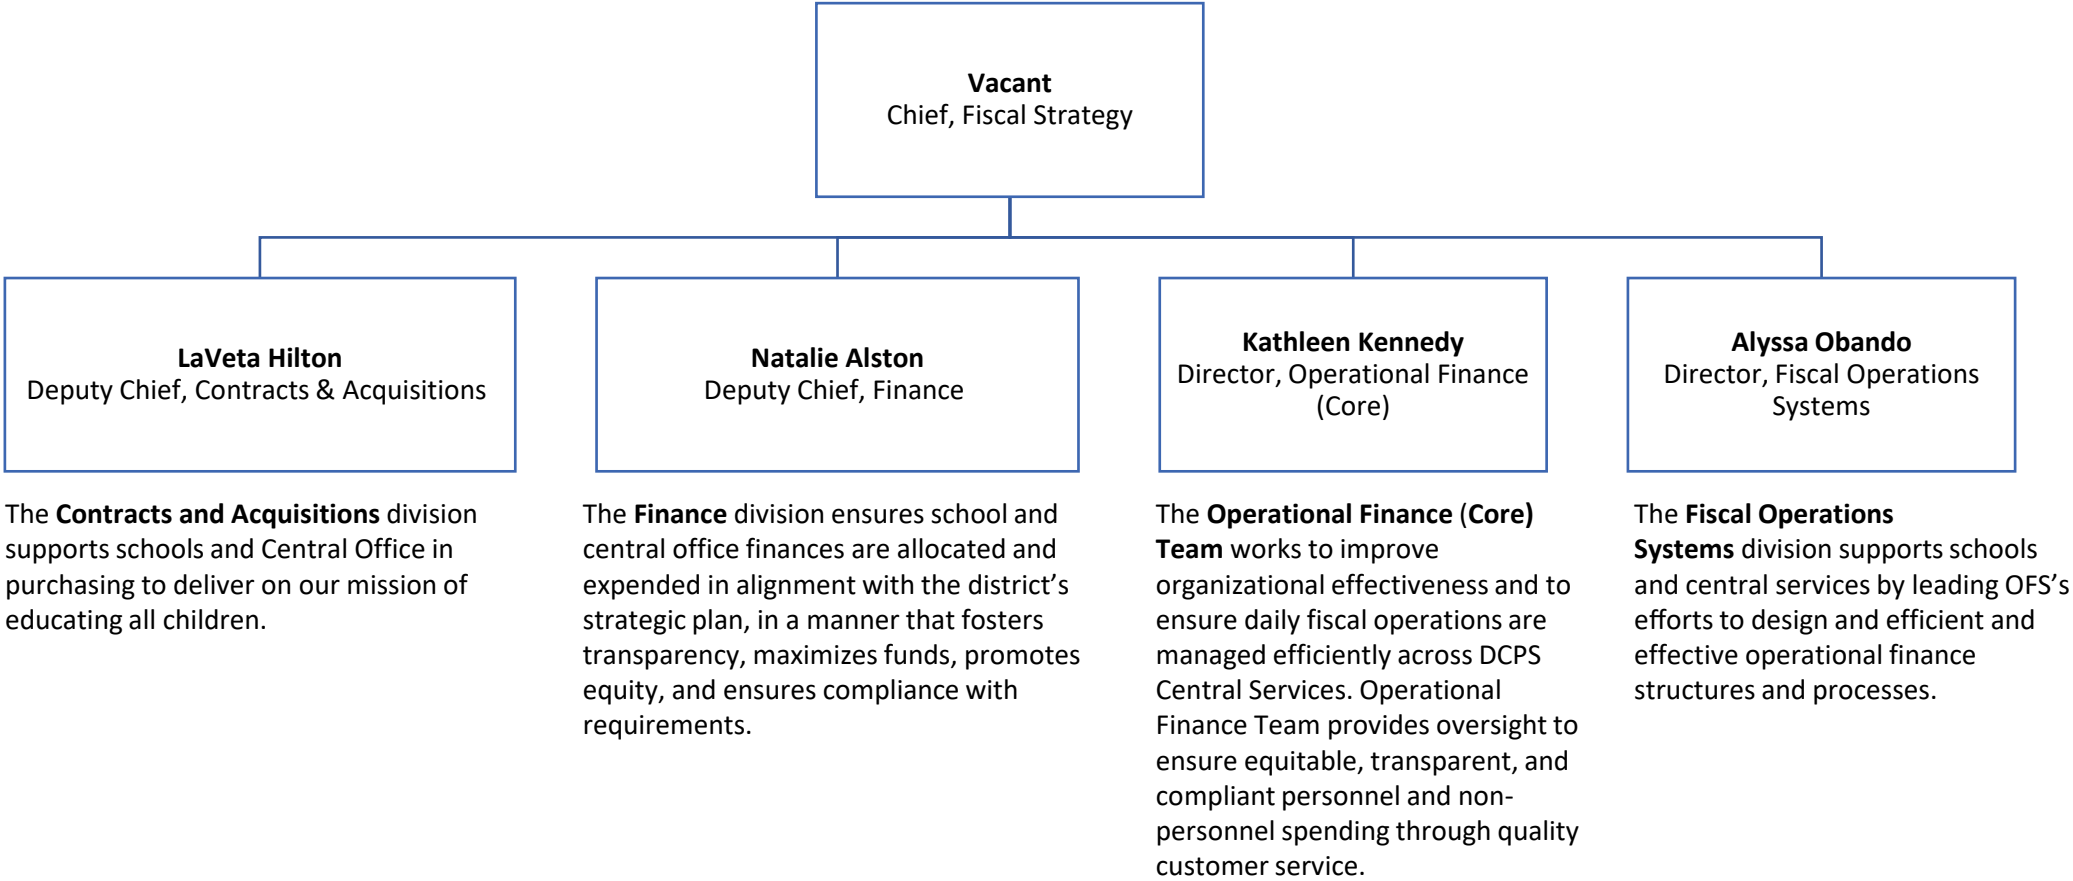 Vacant
Chief, Fiscal Strategy
LaVeta Hilton
Deputy Chief, Contracts & Acquisitions
Natalie Alston
Deputy Chief, Finance
Kathleen Kennedy
Director, Operational Finance
(Core)
Alyssa Obando
Director, Fiscal Operations
Systems
The Contracts and Acquisitions division
supports schools and Central Office in
purchasing to deliver on our mission of
educating all children.
The Finance division ensures school and
central office finances are allocated and
expended in alignment with the district’s
strategic plan, in a manner that fosters
transparency, maximizes funds, promotes
equity, and ensures compliance with
requirements.
The Operational Finance (Core)
Team works to improve
organizational effectiveness and to
ensure daily fiscal operations are
managed efficiently across DCPS
Central Services. Operational
Finance Team provides oversight to
ensure equitable, transparent, and
compliant personnel and non-
personnel spending through quality
customer service.
The Fiscal Operations
Systems division supports schools
and central services by leading OFS’s
efforts to design and efficient and
effective operational finance
structures and processes.